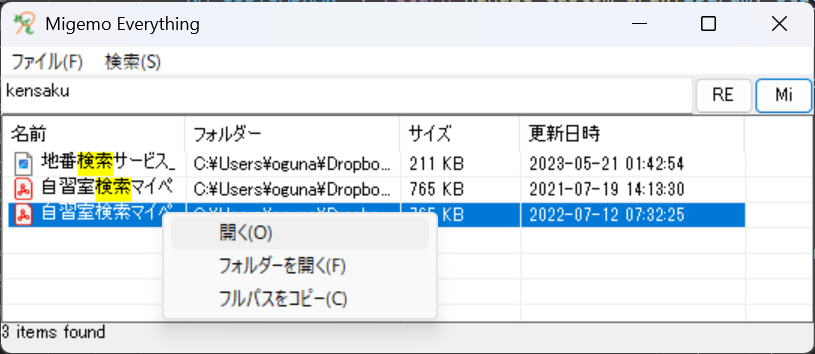 Migemo Everything
ファイル(F) 検索(S)
kensaku RE Mi
名前 フォルダー サイズ 更新日時
地番検索サービス_ C:¥Users¥oguna¥Dropbo... 211 KB 2023-05-21 01:42:54
自習室検索マイペ C:¥Users¥oguna¥Dropbo... 765 KB 2021-07-19 14:13:30
自習室検索マイペ C:¥Users¥oguna¥Dropbo... 765 KB 2022-07-12 07:32:25
開く(O)
フォルダーを開く(F)
フルパスをコピー(C)
3 items found